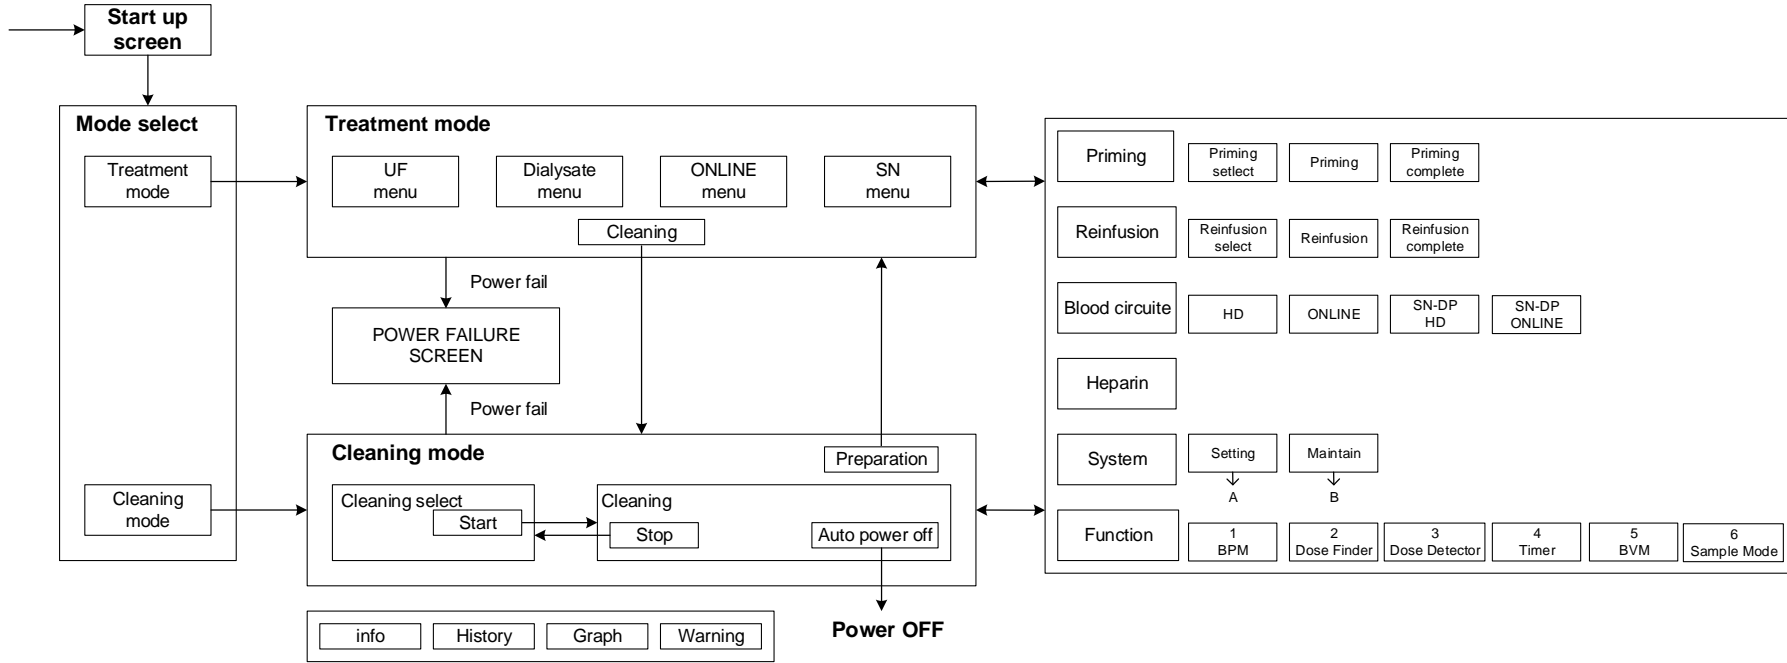 Start up
screen
Mode select
Treatment
mode
Cleaning
mode
Treatment mode
UF
menu
Dialysate
menu
ONLINE
menu
SN
menu
Cleaning
Power fail
POWER FAILURE
SCREEN
Power fail
Cleaning mode
Preparation
Cleaning select
Start
Cleaning
Stop
Auto power off
Power OFF
info
History
Graph
Warning
Priming
Priming
setlect
Priming
Priming
complete
Reinfusion
Reinfusion
select
Reinfusion
Reinfusion
complete
Blood circuite
HD
ONLINE
SN-DP
HD
SN-DP
ONLINE
Heparin
System
Setting
A
Maintain
B
Function
1
BPM
2
Dose Finder
3
Dose Detector
4
Timer
5
BVM
6
Sample Mode